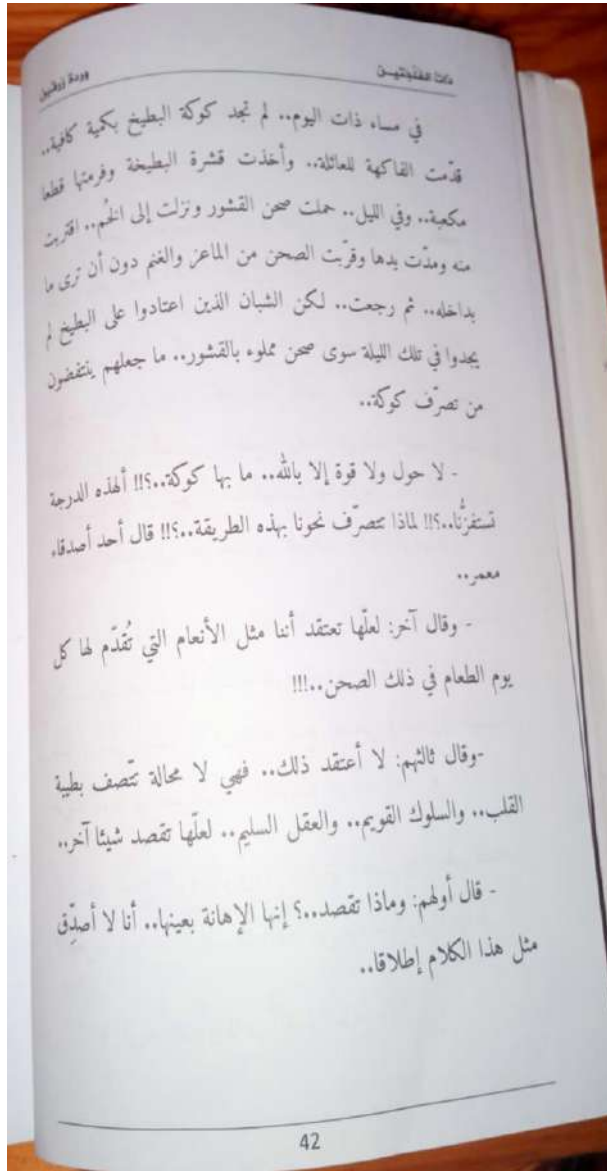 وردة زرقين
ذات القنجتيـن
في مساء ذات اليوم.. لم تجد كوكة البطيخ بكمية كافية..
قدّمت الفاكهة للعائلة.. وأخذت قشرة البطيخة وفرمتها قطعا
مكعبة.. وفي الليل.. حملت صحن القشور ونزلت إلى الخُم.. اقتربت
منه ومدّت يدها وقرّبت الصحن من الماعز والغنم دون أن ترى ما
بداخله.. ثم رجعت.. لكن الشبان الذين اعتادوا على البطيخ لم
يجدوا في تلك الليلة سوى صحن مملوء بالقشور.. ما جعلهم ينتفضون
من تصرّف كوكة..
- لا حول ولا قوة إلا بالله.. ما بها كوكة..؟!! ألهذه الدرجة
تستفزُّنا..؟!! لماذا تتصرّف نحونا بهذه الطريقة..؟!! قال أحد أصدقاء
معمر..
- وقال آخر: لعلّها تعتقد أننا مثل الأنعام التي تُقدّم لها كل
يوم الطعام في ذلك الصحن..!!!
-وقال ثالثهم: لا أعتقد ذلك.. فهي لا محالة تتّصف بطيبة
القلب.. والسلوك القويم.. والعقل السليم.. لعلّها تقصد شيئا آخر..
- قال أولهم: وماذا تقصد..؟ إنها الإهانة بعينها.. أنا لا أصدِّق
مثل هذا الكلام إطلاقا..
42